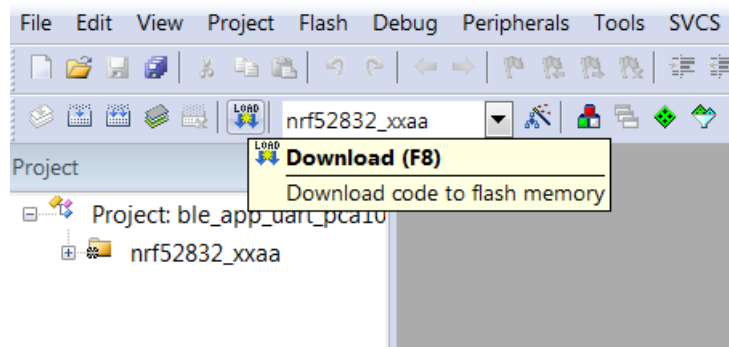 File Edit View Project Flash Debug Peripherals Tools SVCS
LOAD nrf52832_xxaa
LOAD Download (F8)
Project
Download code to flash memory
Project: ble_app_uart_pca10
nrf52832_xxaa